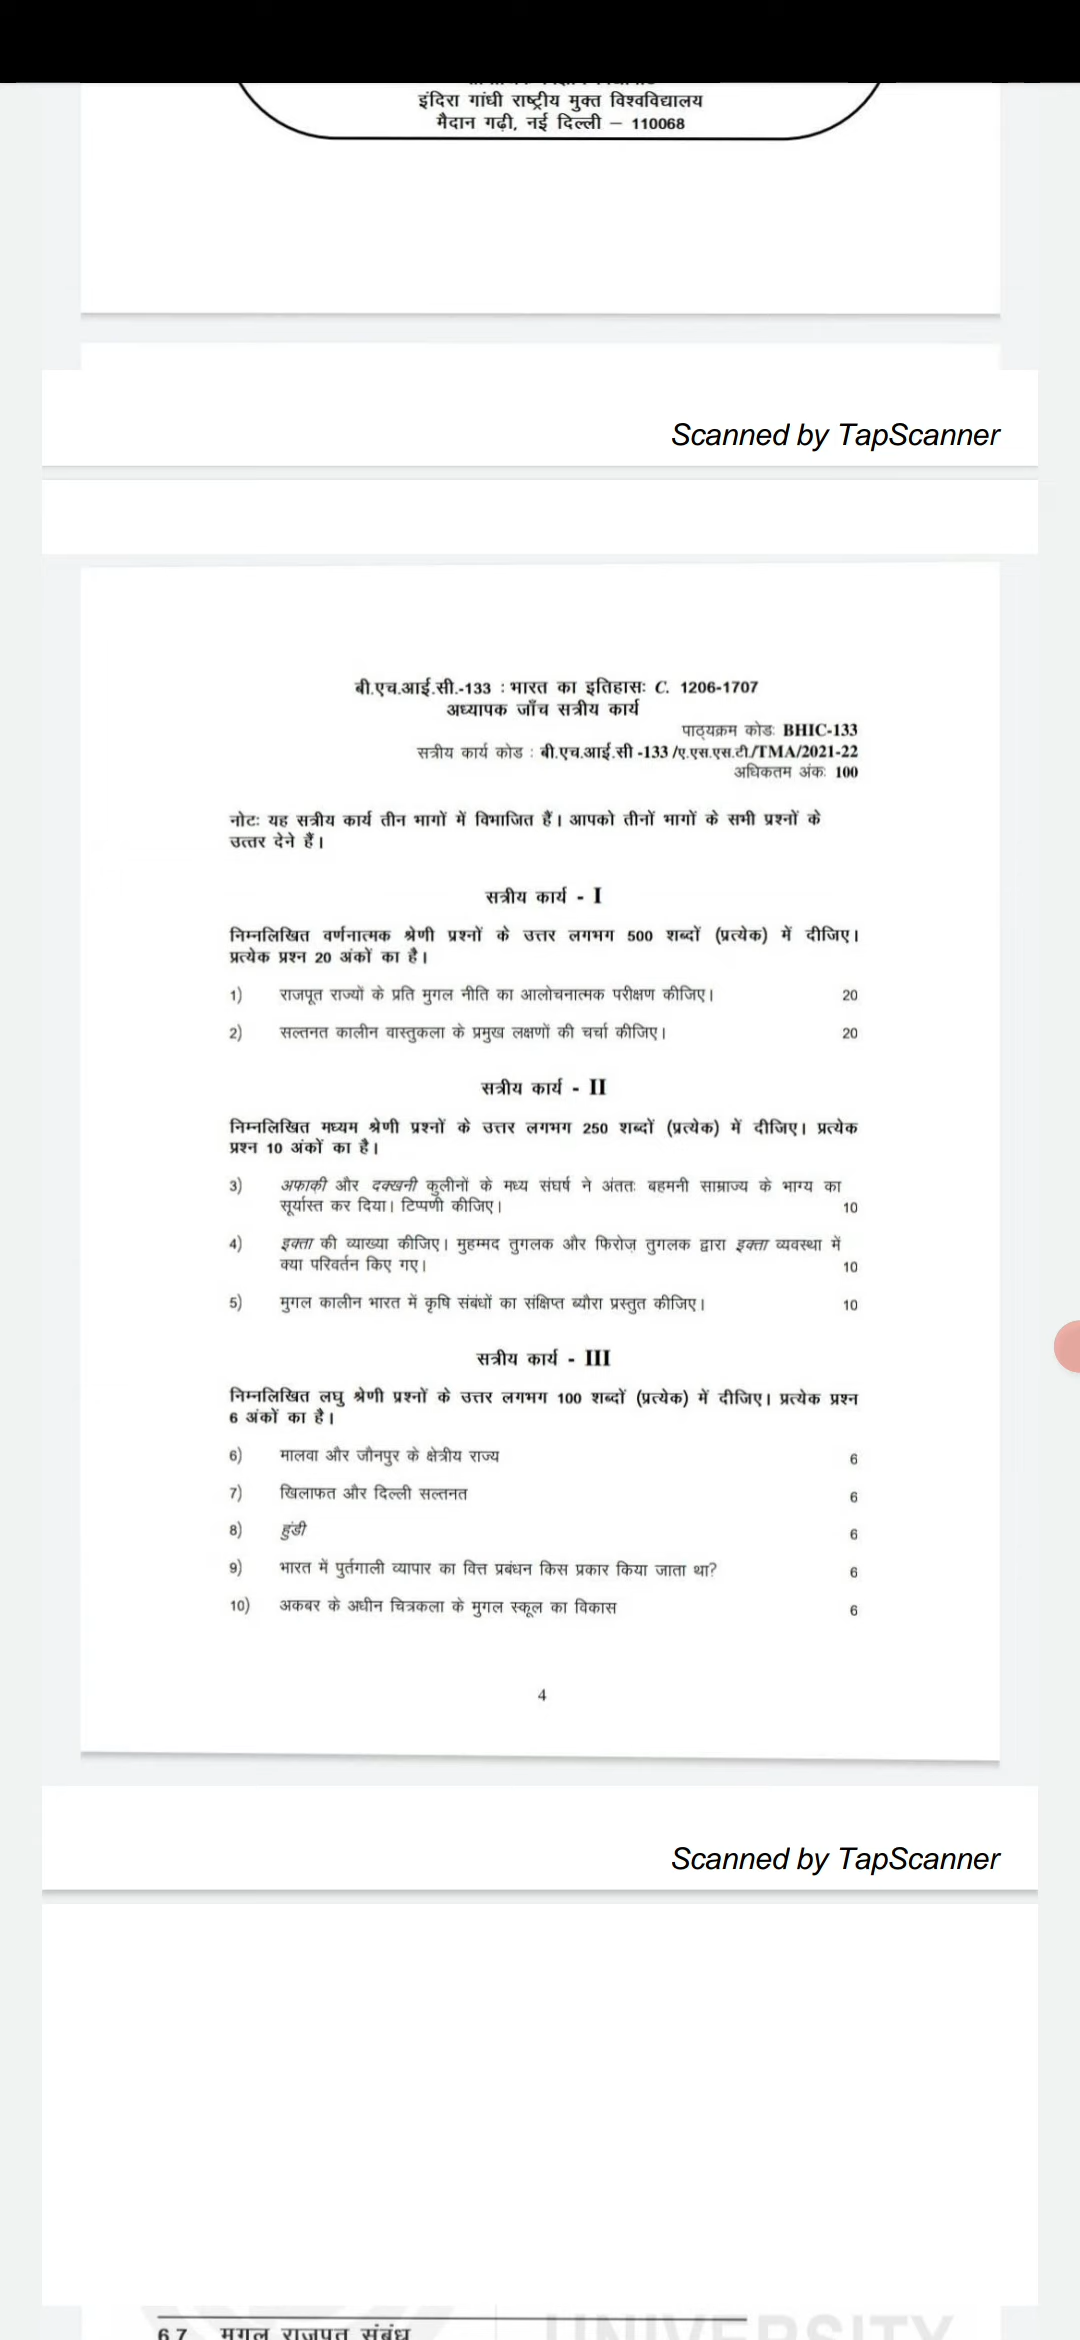 इंदिरा गांधी राष्ट्रीय मुक्त विश्वविद्यालय
मैदान गढ़ी, नई दिल्ली – 110068
Scanned by TapScanner
बी.एच.आई.सी.-133 : भारत का इतिहासः C. 1206-1707
अध्यापक जाँच सत्रीय कार्य
पाठ्यक्रम कोडः BHIC-133
सत्रीय कार्य कोड : बी.एच.आई.सी -133 /ए.एस.एस.टी./TMA/2021-22
अधिकतम अंकः 100
नोटः यह सत्रीय कार्य तीन भागों में विभाजित हैं। आपको तीनों भागों के सभी प्रश्नों के
उत्तर देने हैं।
सत्रीय कार्य - I
निम्नलिखित वर्णनात्मक श्रेणी प्रश्नों के उत्तर लगभग 500 शब्दों (प्रत्येक) में दीजिए।
प्रत्येक प्रश्न 20 अंकों का है।
1) राजपूत राज्यों के प्रति मुगल नीति का आलोचनात्मक परीक्षण कीजिए। 20
2) सल्तनत कालीन वास्तुकला के प्रमुख लक्षणों की चर्चा कीजिए। 20
सत्रीय कार्य - II
निम्नलिखित मध्यम श्रेणी प्रश्नों के उत्तर लगभग 250 शब्दों (प्रत्येक) में दीजिए। प्रत्येक
प्रश्न 10 अंकों का है।
3) अफाक़ी और दक्खनी कुलीनों के मध्य संघर्ष ने अंततः बहमनी साम्राज्य के भाग्य का
सूर्यास्त कर दिया। टिप्पणी कीजिए। 10
4) इक्ता की व्याख्या कीजिए। मुहम्मद तुगलक और फिरोज़ तुगलक द्वारा इक्ता व्यवस्था में
क्या परिवर्तन किए गए। 10
5) मुगल कालीन भारत में कृषि संबंधों का संक्षिप्त ब्यौरा प्रस्तुत कीजिए। 10
सत्रीय कार्य - III
निम्नलिखित लघु श्रेणी प्रश्नों के उत्तर लगभग 100 शब्दों (प्रत्येक) में दीजिए। प्रत्येक प्रश्न
6 अंकों का है।
6) मालवा और जौनपुर के क्षेत्रीय राज्य 6
7) खिलाफत और दिल्ली सल्तनत 6
8) हुंडी 6
9) भारत में पुर्तगाली व्यापार का वित्त प्रबंधन किस प्रकार किया जाता था? 6
10) अकबर के अधीन चित्रकला के मुगल स्कूल का विकास 6
4
Scanned by TapScanner
6.7 मुगल राजपूत संबंध
UNIVERSITY